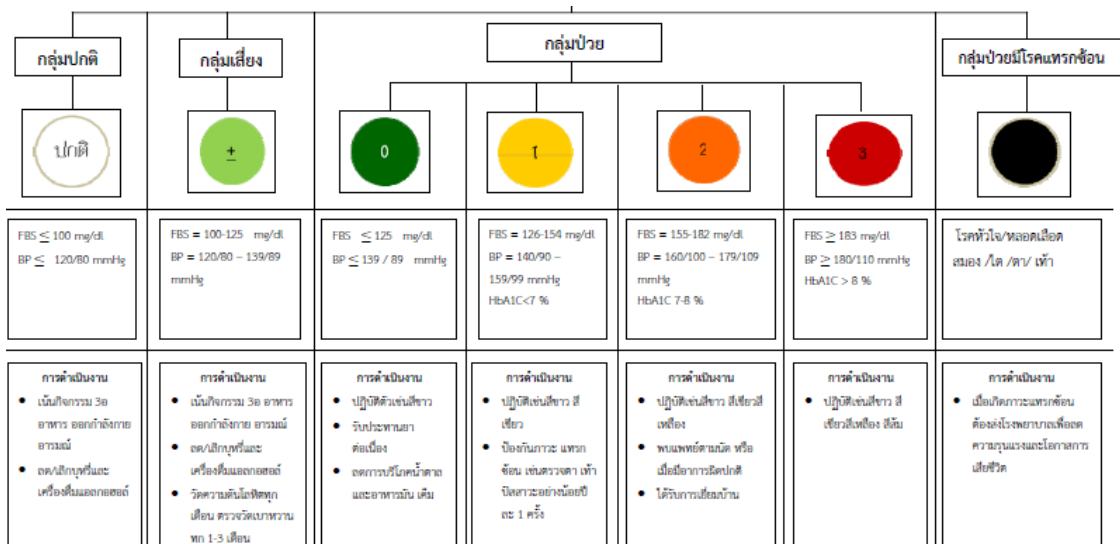 กลุ่มปกติ
กลุ่มเสี่ยง
กลุ่มป่วย
กลุ่มป่วยมีโรคแทรกซ้อน
ปกติ
+
0
1
2
3
FBS ≤ 100 mg/dl
BP ≤ 120/80 mmHg
FBS = 100-125 mg/dl
BP = 120/80 – 139/89
mmHg
FBS ≤ 125 mg/dl
BP ≤ 139 / 89 mmHg
FBS = 126-154 mg/dl
BP = 140/90 –
159/99 mmHg
HbA1C<7 %
FBS = 155-182 mg/dl
BP = 160/100 – 179/109
mmHg
HbA1C 7-8 %
FBS ≥ 183 mg/dl
BP ≥ 180/110 mmHg
HbA1C > 8 %
โรคหัวใจ/หลอดเลือด
สมอง /ไต /ตา/ เท้า
การดำเนินงาน
• เน้นกิจกรรม 3อ
อาหาร ออกกำลังกาย
อารมณ์
• ลด/เลิกบุหรี่และ
เครื่องดื่มแอลกอฮอล์
การดำเนินงาน
• เน้นกิจกรรม 3อ อาหาร
ออกกำลังกาย อารมณ์
• ลด/เลิกบุหรี่และ
เครื่องดื่มแอลกอฮอล์
• วัดความดันโลหิตทุก
เดือน ตรวจวัดเบาหวาน
ทุก 1-3 เดือน
การดำเนินงาน
• ปฏิบัติตัวเช่นสีขาว
• รับประทานยา
ต่อเนื่อง
• ลดการบริโภคน้ำตาล
และอาหารมัน เค็ม
การดำเนินงาน
• ปฏิบัติเช่นสีขาว สี
เขียว
• ป้องกันภาวะ แทรก
ซ้อน เช่นตรวจตา เท้า
ปัสสาวะอย่างน้อยปี
ละ 1 ครั้ง
การดำเนินงาน
• ปฏิบัติเช่นสีขาว สีเขียวสี
เหลือง
• พบแพทย์ตามนัด หรือ
เมื่อมีอาการผิดปกติ
• ได้รับการเยี่ยมบ้าน
การดำเนินงาน
• ปฏิบัติเช่นสีขาว สี
เขียวสีเหลือง สีส้ม
การดำเนินงาน
• เมื่อเกิดภาวะแทรกซ้อน
ต้องส่งโรงพยาบาลเพื่อลด
ความรุนแรงและโอกาสการ
เสียชีวิต